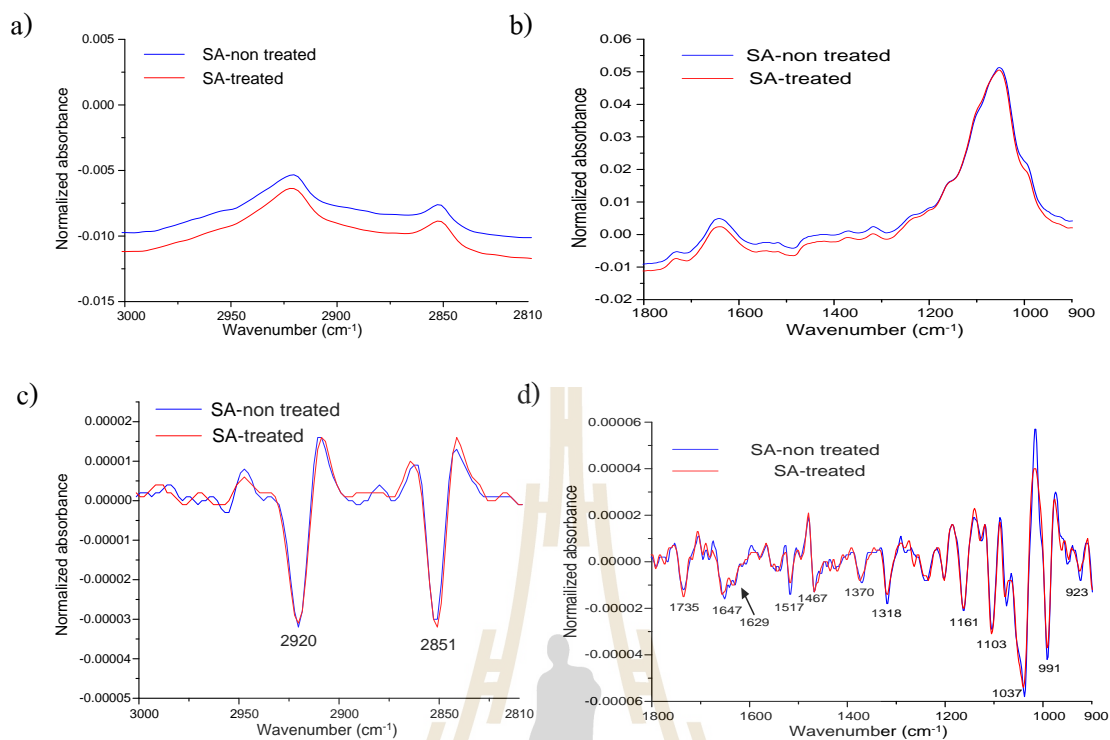 a)
0.005
0.000
-0.005
-0.010
-0.015
Normalized absorbance
SA-non treated
SA-treated
3000 2950 2900 2850 2810
Wavenumber (cm-1)
b)
0.06
0.05
0.04
0.03
0.02
0.01
0.00
-0.01
-0.02
Normalized absorbance
SA-non treated
SA-treated
1800 1600 1400 1200 1000 900
Wavenumber (cm-1)
c)
0.00002
0.00001
0.00000
-0.00001
-0.00002
-0.00003
-0.00004
-0.00005
Normalized absorbance
SA-non treated
SA-treated
2920
2851
3000 2950 2900 2850 2810
Wavenumber (cm-1)
d)
0.00006
0.00004
0.00002
0.00000
-0.00002
-0.00004
-0.00006
Normalized absorbance
SA-non treated
SA-treated
1735
1647
1629
1517
1467
1370
1318
1161
1103
1037
991
923
1800 1600 1400 1200 1000 900
Wavenumber (cm-1)